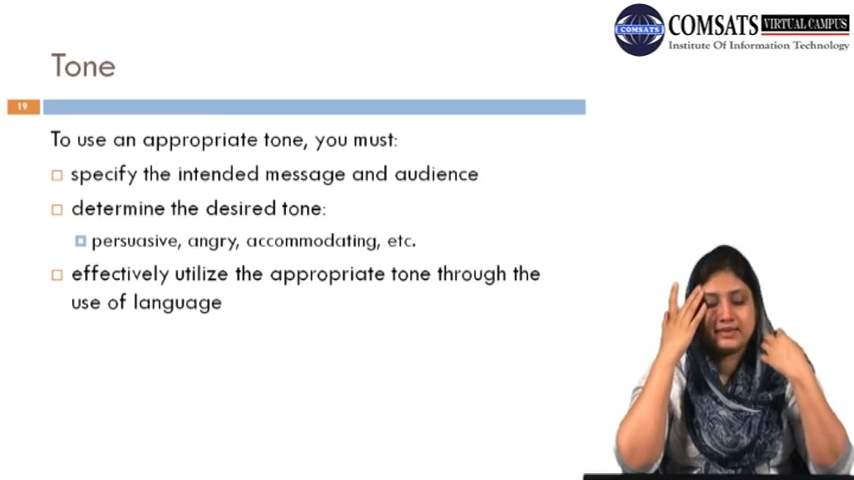 COMSATS VIRTUAL CAMPUS
COMSATS
Institute Of Information Technology
Tone
19
To use an appropriate tone, you must:
specify the intended message and audience
determine the desired tone:
persuasive, angry, accommodating, etc.
effectively utilize the appropriate tone through the
use of language